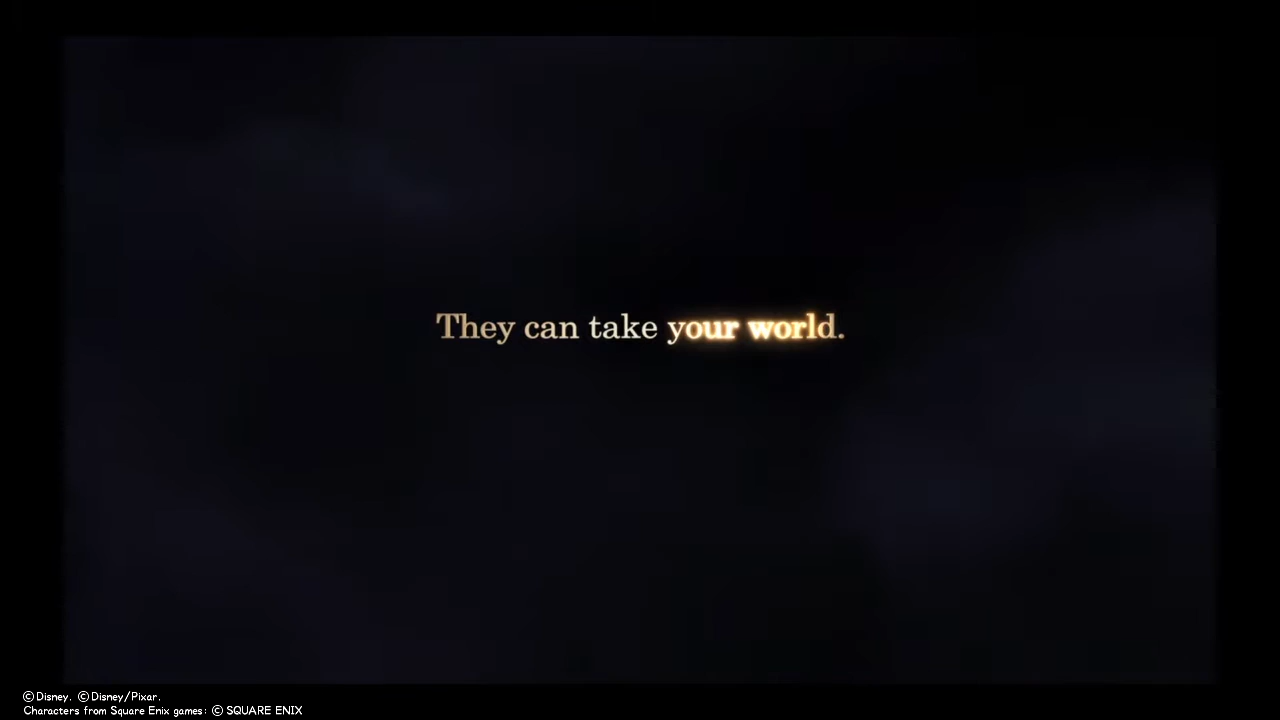 They can take your world.
©Disney. ©Disney/Pixar.
Characters from Square Enix games: © SQUARE ENIX